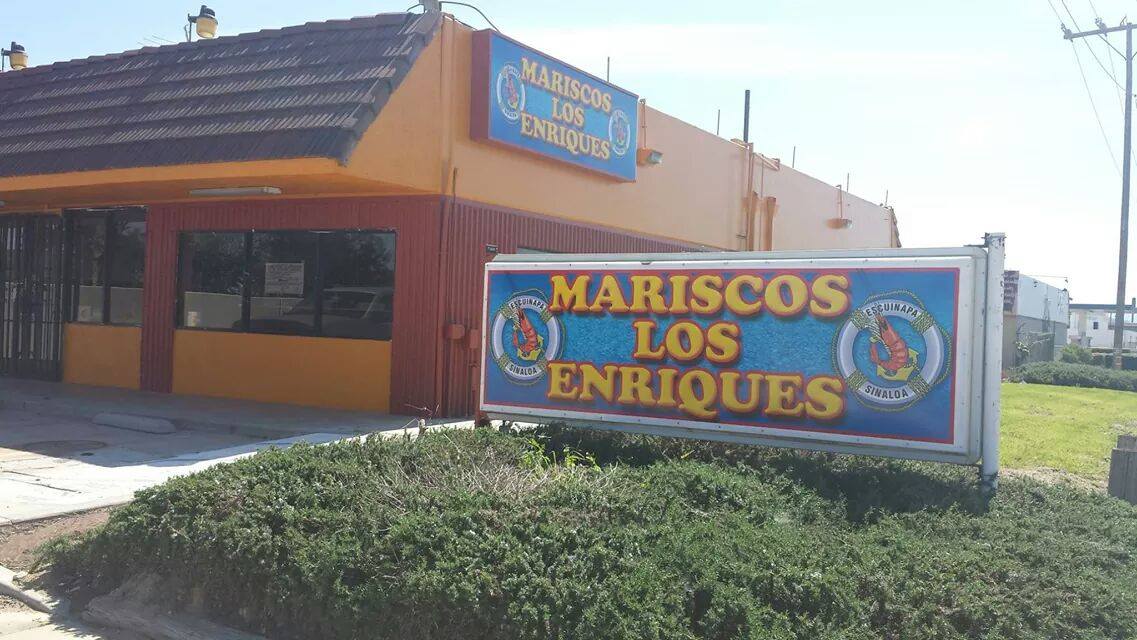 MARISCOS
LOS
ENRIQUES
MARISCOS
LOS
ENRIQUES
ESCUINAPA
SINALOA
ESCUINAPA
SINALOA